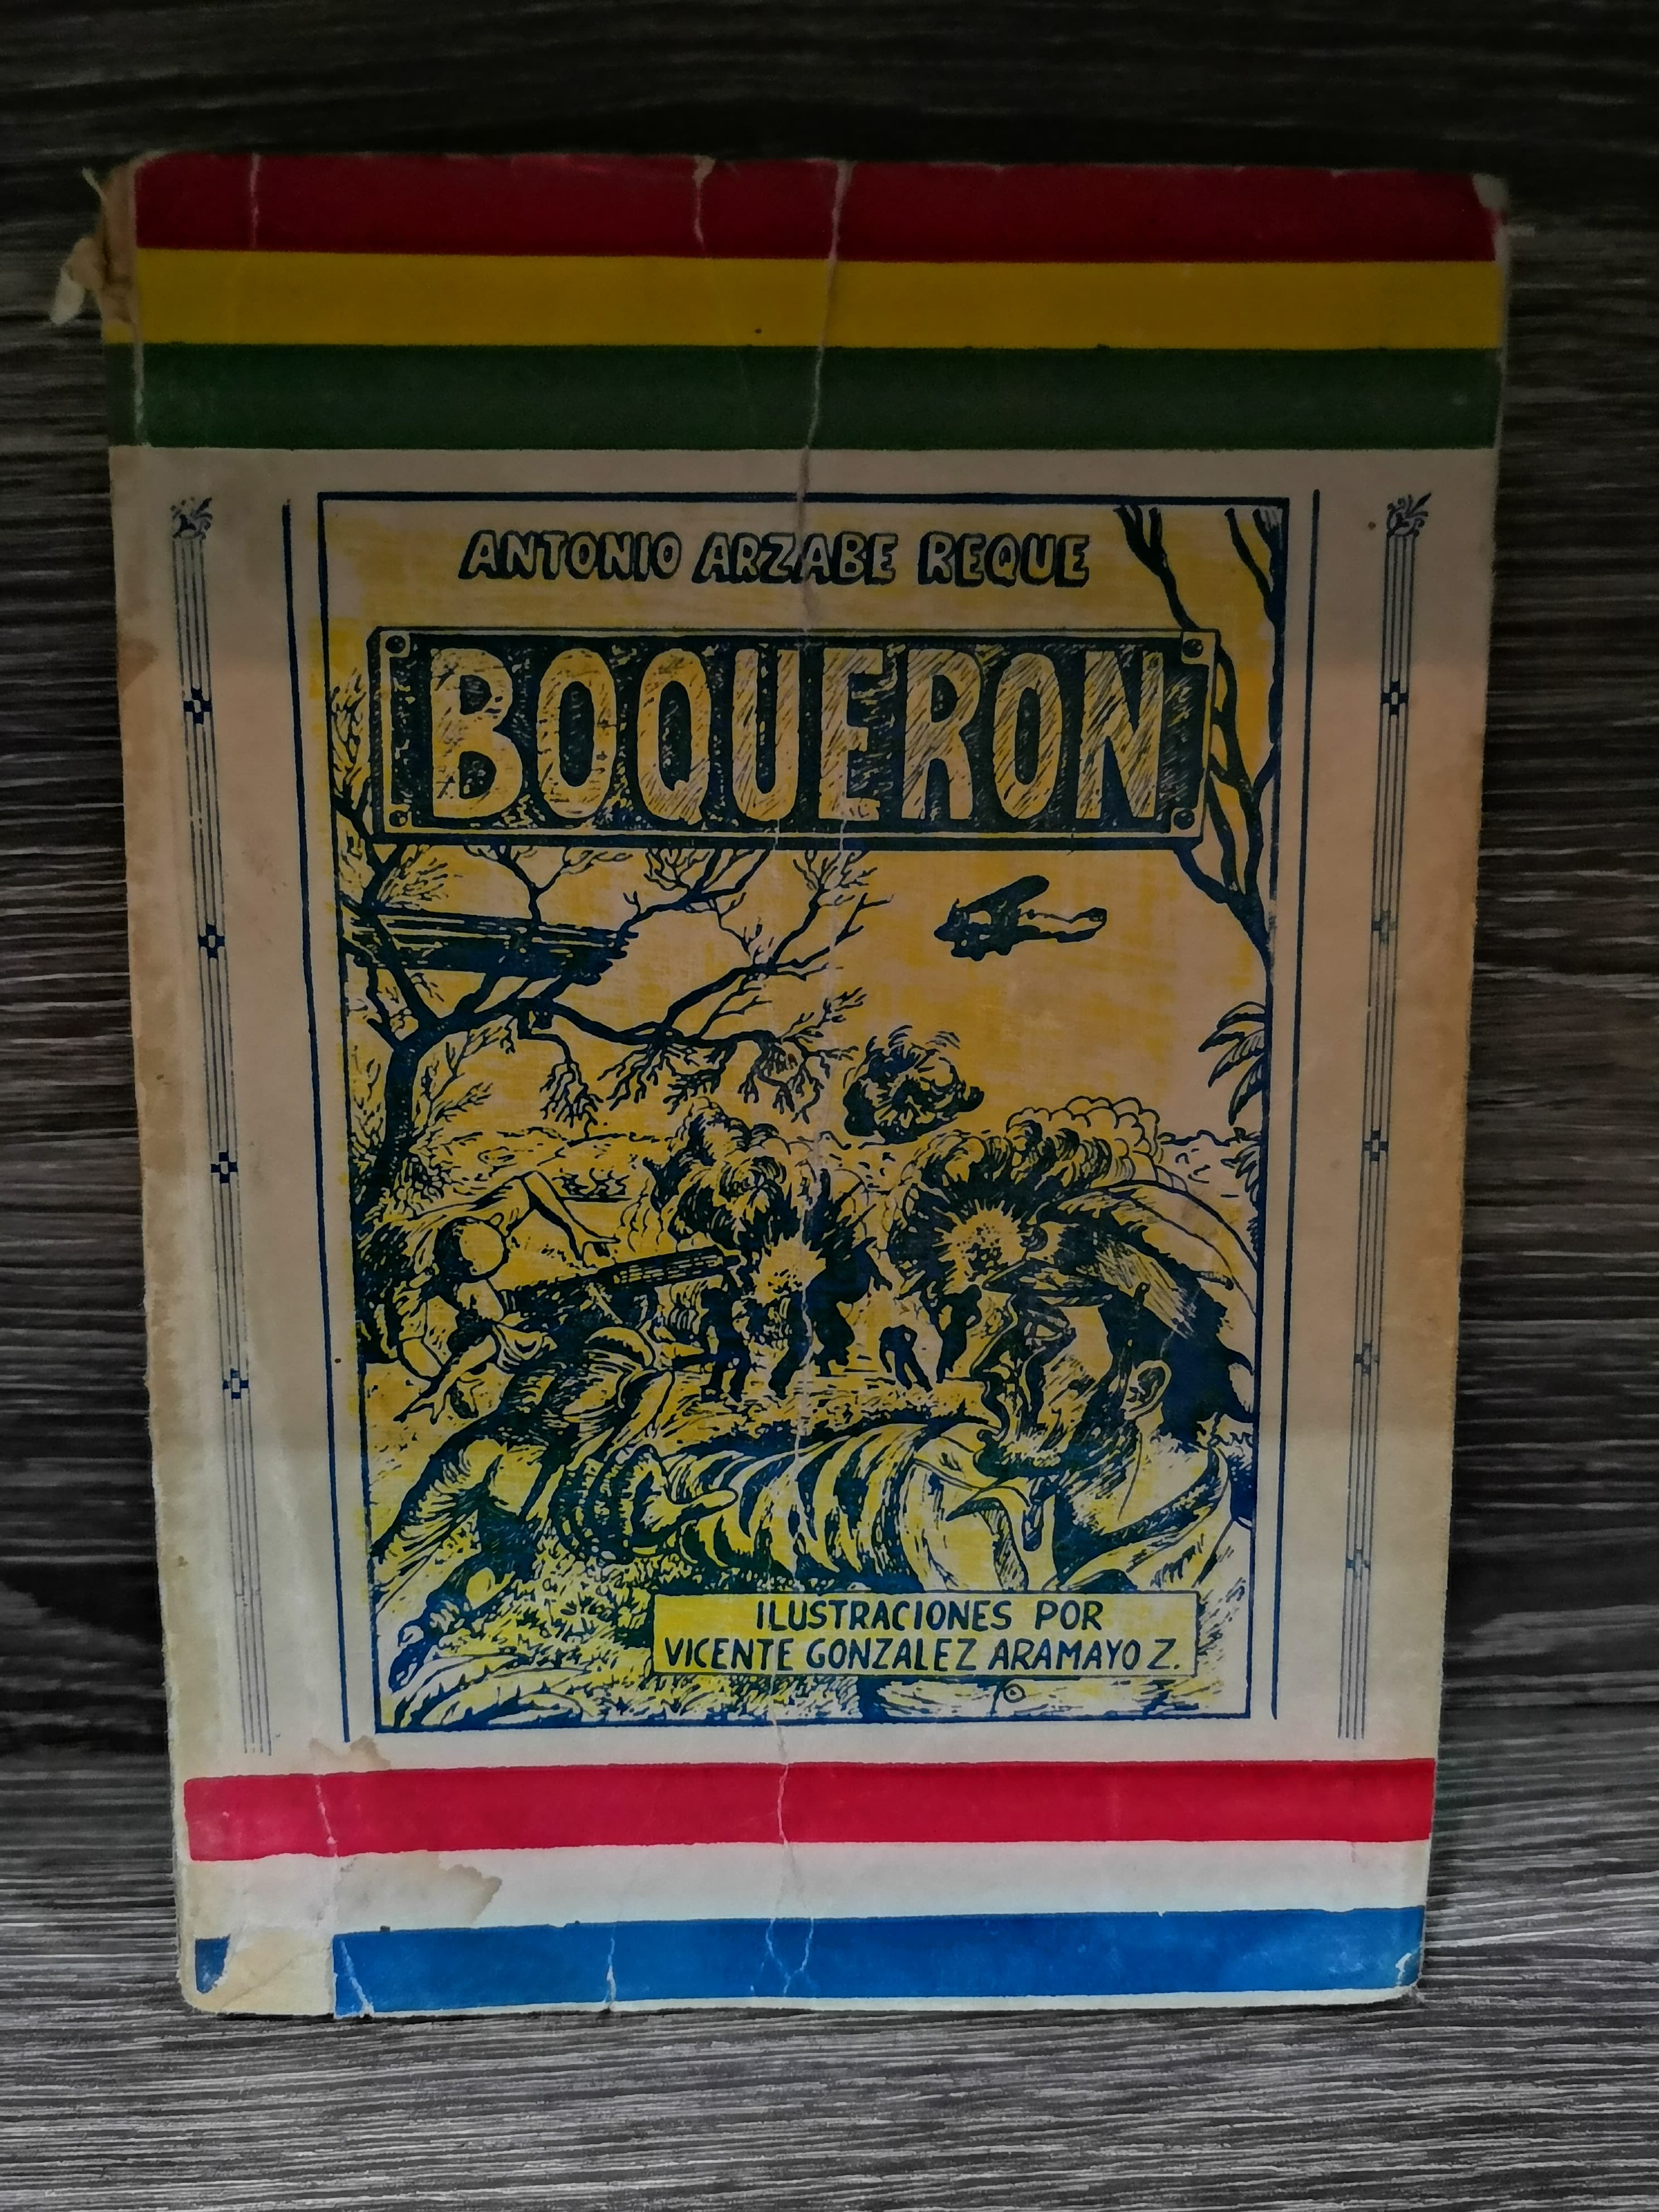 ANTONIO ARZABE REQUE
BOQUERON
ILUSTRACIONES POR
VICENTE GONZALEZ ARAMAYO Z.